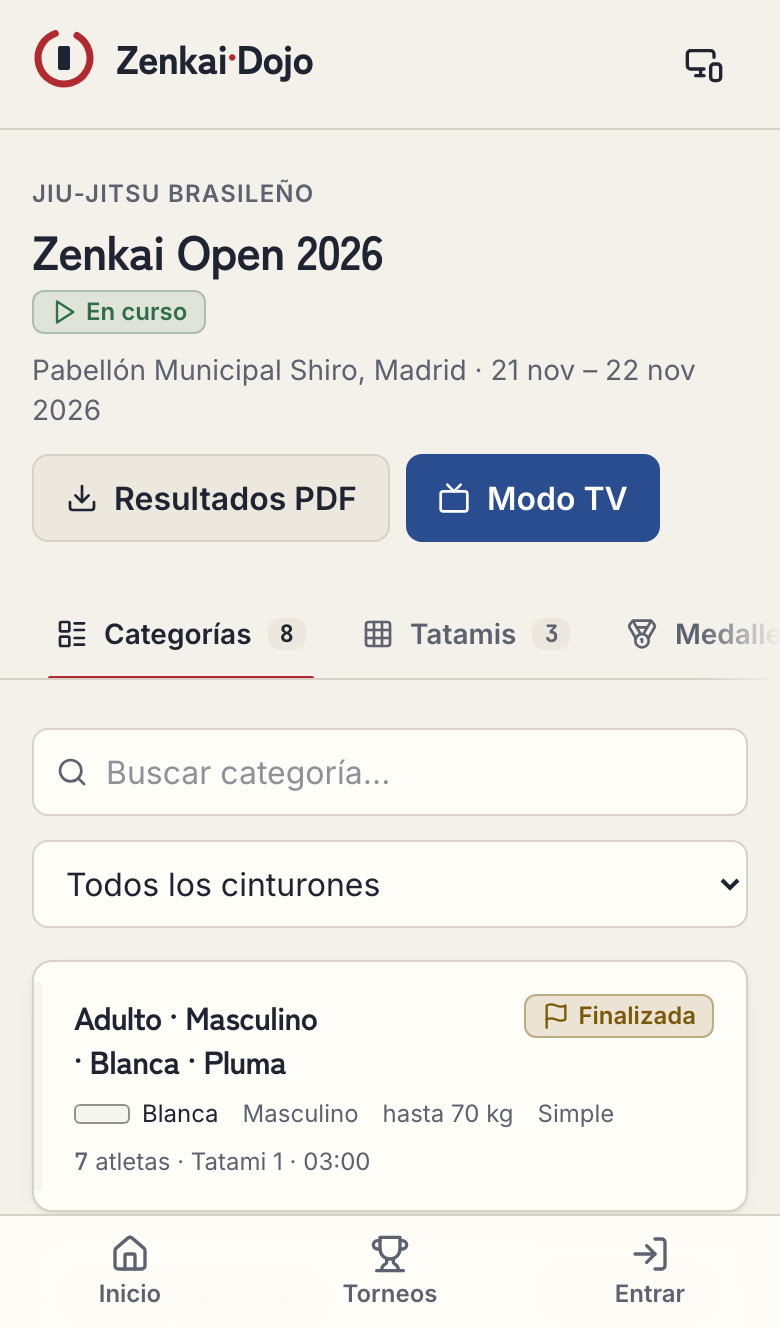 Zenkai·Dojo
JIU-JITSU BRASILEÑO
Zenkai Open 2026
En curso
Pabellón Municipal Shiro, Madrid · 21 nov – 22 nov
2026
Resultados PDF
Modo TV
Categorías 8
Tatamis 3
Medalle
Buscar categoría...
Todos los cinturones
Adulto · Masculino
· Blanca · Pluma
Finalizada
Blanca Masculino hasta 70 kg Simple
7 atletas · Tatami 1 · 03:00
Inicio
Torneos
Entrar